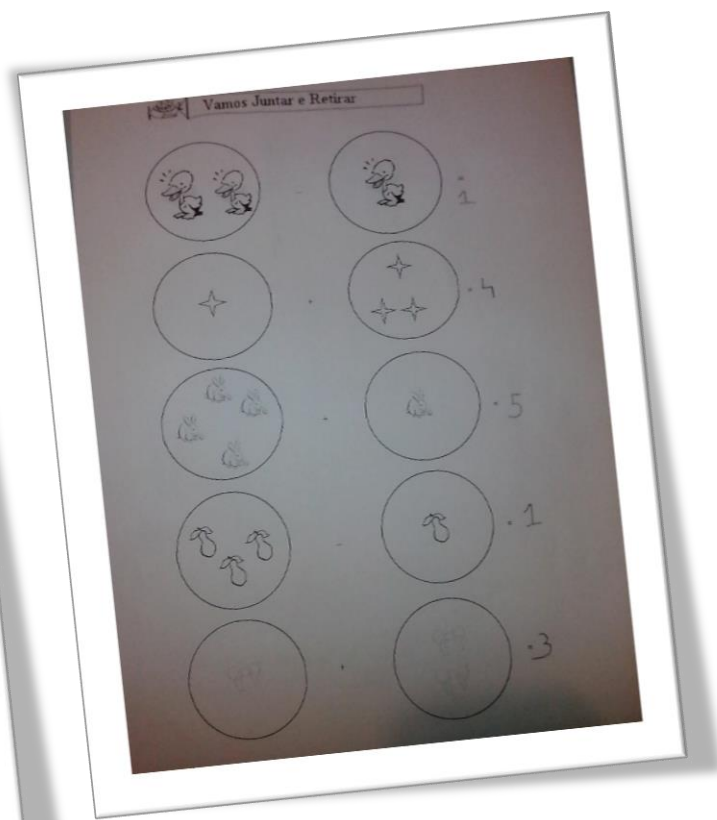 Vamos Juntar e Retirar
- 1
. . 4
. . 5
- . 1
. . 3